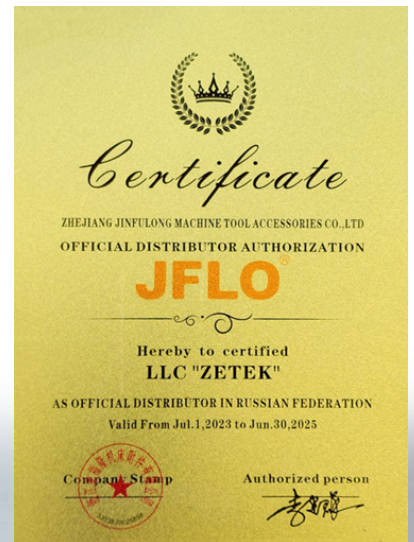 Certificate
ZHEJIANG JINFULONG MACHINE TOOL ACCESSORIES CO.,LTD
OFFICIAL DISTRIBUTOR AUTHORIZATION
JFLO®
Hereby to certified
LLC "ZETEK"
AS OFFICIAL DISTRIBUTOR IN RUSSIAN FEDERATION
Valid From Jul.1,2023 to Jun.30,2025
Company Stamp
Authorized person